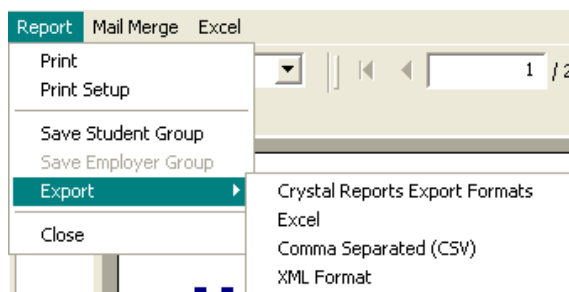 Report Mail Merge Excel
Print
1 / 2
Print Setup
Save Student Group
Save Employer Group
Export
Crystal Reports Export Formats
Excel
Close
Comma Separated (CSV)
XML Format